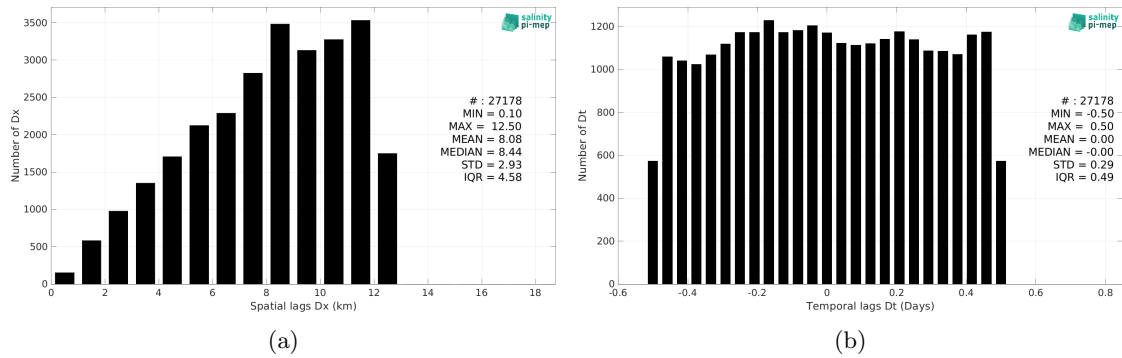 3500
3000
2500
2000
1500
1000
500
0
0 2 4 6 8 10 12 14 16 18
Number of Dx
Spatial lags Dx (km)
salinity
pi-mep
# : 27178
MIN = 0.10
MAX = 12.50
MEAN = 8.08
MEDIAN = 8.44
STD = 2.93
IQR = 4.58
(a)
1200
1000
800
600
400
200
0
-0.6 -0.4 -0.2 0 0.2 0.4 0.6 0.8
Number of Dt
Temporal lags Dt (Days)
salinity
pi-mep
# : 27178
MIN = -0.50
MAX = 0.50
MEAN = 0.00
MEDIAN = -0.00
STD = 0.29
IQR = 0.49
(b)